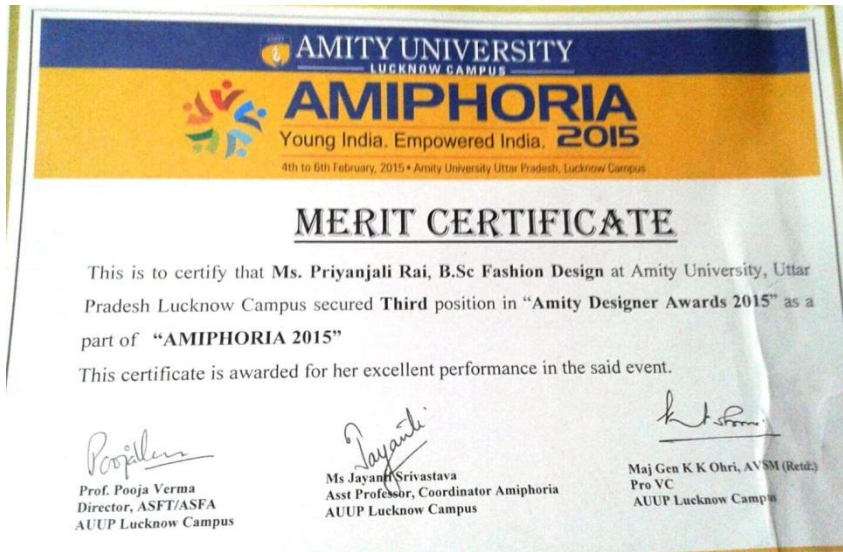 AMITY UNIVERSITY
LUCKNOW CAMPUS
AMIPHORIA
Young India. Empowered India. 2015
4th to 6th February, 2015 • Amity University Uttar Pradesh, Lucknow Campus
MERIT CERTIFICATE
This is to certify that Ms. Priyanjali Rai, B.Sc Fashion Design at Amity University, Uttar
Pradesh Lucknow Campus secured Third position in “Amity Designer Awards 2015” as a
part of “AMIPHORIA 2015”
This certificate is awarded for her excellent performance in the said event.
Jayanti
Prof. Pooja Verma
Director, ASFT/ASFA
AUUP Lucknow Campus
Ms Jayanti Srivastava
Asst Professor, Coordinator Amiphoria
AUUP Lucknow Campus
Maj Gen K K Ohri, AVSM (Retd.)
Pro VC
AUUP Lucknow Campus